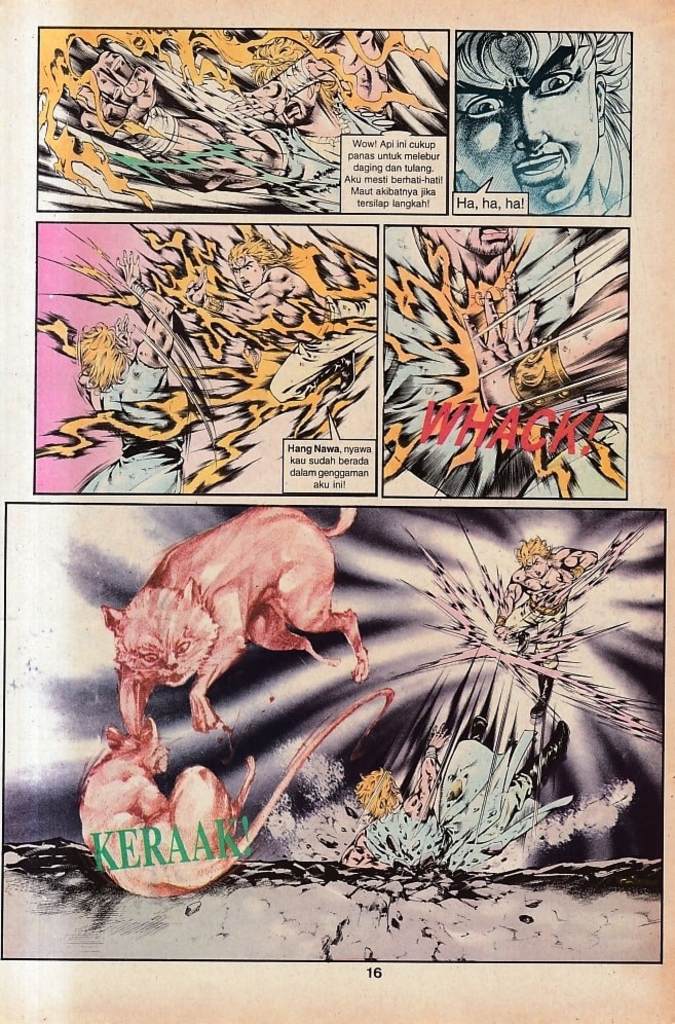 Wow! Api ini cukup
panas untuk melebur
daging dan tulang.
Aku mesti berhati-hati!
Maut akibatnya jika
tersilap langkah!
Ha, ha, ha!
Hang Nawa, nyawa
kau sudah berada
dalam genggaman
aku ini!
WHACK!
KERAAK!
16